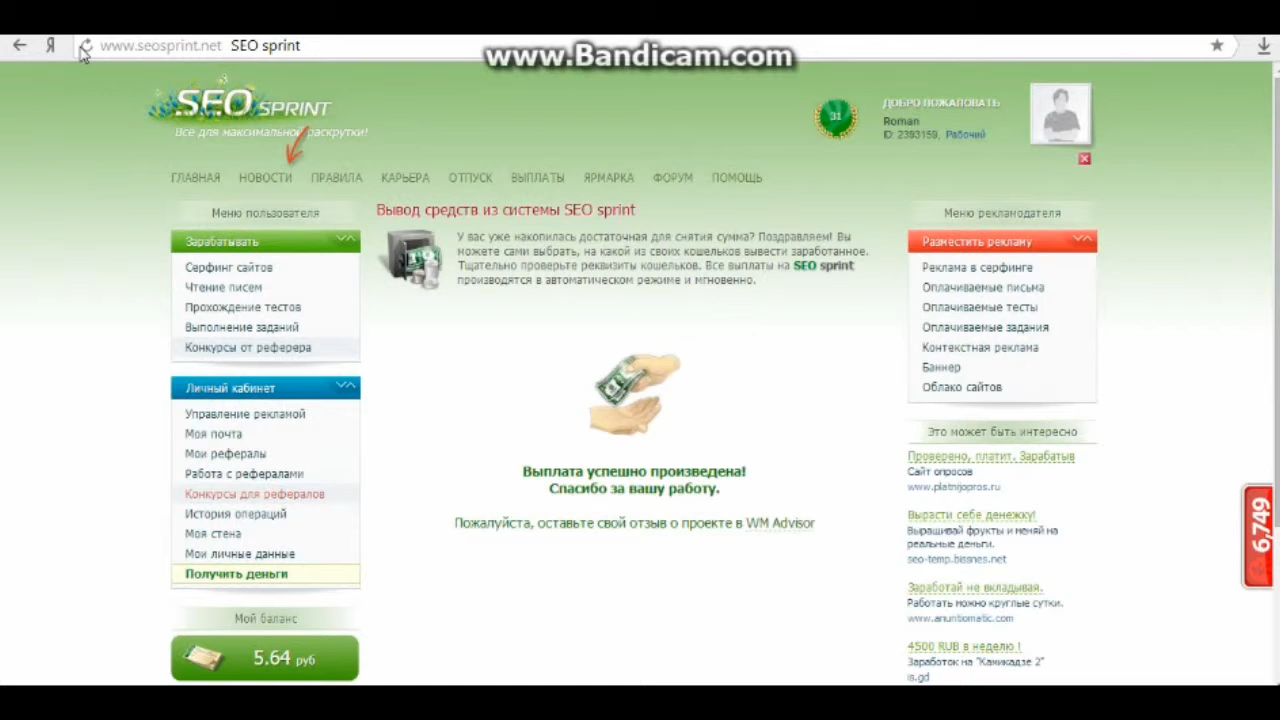 www.seosprint.net SEO sprint
www.Bandicam.com
SEO SPRINT
Всё для максимальной раскрутки!
31
ДОБРО ПОЖАЛОВАТЬ
Roman
ID: 2393159, Рабочий
ГЛАВНАЯ НОВОСТИ ПРАВИЛА КАРЬЕРА ОТПУСК ВЫПЛАТЫ ЯРМАРКА ФОРУМ ПОМОЩЬ
Меню пользователя
Зарабатывать
Серфинг сайтов
Чтение писем
Прохождение тестов
Выполнение заданий
Конкурсы от реферера
Личный кабинет
Управление рекламой
Моя почта
Мои рефералы
Работа с рефералами
Конкурсы для рефералов
История операций
Моя стена
Мои личные данные
Получить деньги
Мой баланс
5.64 руб
Вывод средств из системы SEO sprint
У вас уже накопилась достаточная для снятия сумма? Поздравляем! Вы
можете сами выбрать, на какой из своих кошельков вывести заработанное.
Тщательно проверьте реквизиты кошельков. Все выплаты на SEO sprint
производятся в автоматическом режиме и мгновенно.
Выплата успешно произведена!
Спасибо за вашу работу.
Пожалуйста, оставьте свой отзыв о проекте в WM Advisor
Меню рекламодателя
Разместить рекламу
Реклама в серфинге
Оплачиваемые письма
Оплачиваемые тесты
Оплачиваемые задания
Контекстная реклама
Баннер
Облако сайтов
Это может быть интересно
Проверено, платит. Зарабатыв
Сайт опросов
www.platnijopros.ru
Вырасти себе денежку!
Выращивай фрукты и меняй на
реальные деньги.
seo-temp.bissnes.net
Заработай не вкладывая.
Работать можно круглые сутки.
www.anuntiomatic.com
4500 RUB в неделю !
Заработок на "Камикадзе 2"
is.gd
6,749